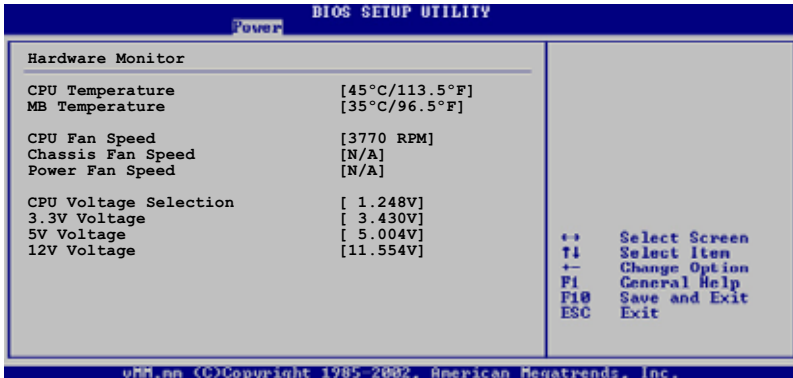 BIOS SETUP UTILITY
Power
Hardware Monitor
CPU Temperature [45°C/113.5°F]
MB Temperature [35°C/96.5°F]
CPU Fan Speed [3770 RPM]
Chassis Fan Speed [N/A]
Power Fan Speed [N/A]
CPU Voltage Selection [ 1.248V]
3.3V Voltage [ 3.430V]
5V Voltage [ 5.004V]
12V Voltage [11.554V]
←→ Select Screen
↑↓ Select Item
+- Change Option
F1 General Help
F10 Save and Exit
ESC Exit
vMM.mm (C)Copyright 1985-2002, American Megatrends, Inc.